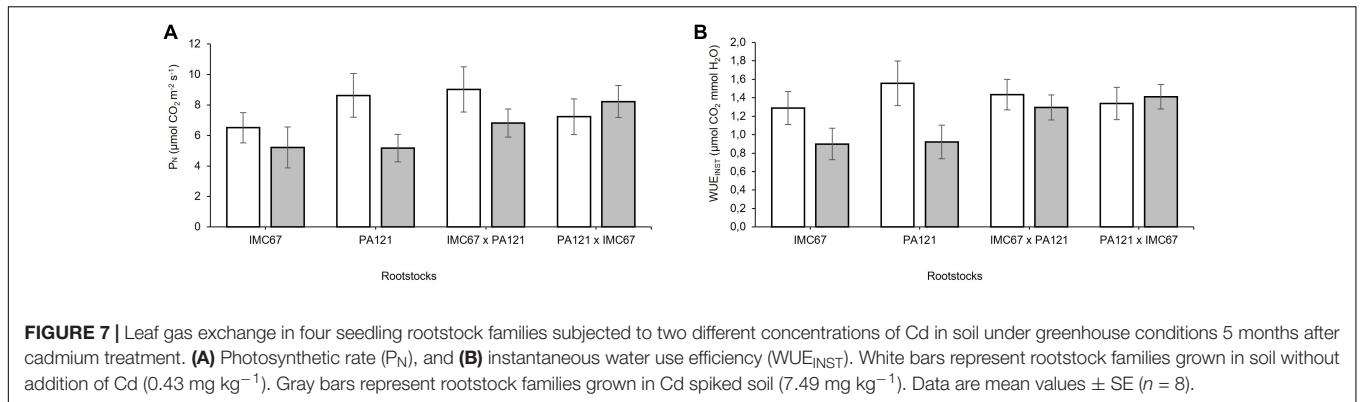 A
P_N (µmol CO₂ m⁻² s⁻¹)
12
10
8
6
4
2
0
IMC67 PA121 IMC67 x PA121 PA121 x IMC67
Rootstocks
B
WUE_INST (µmol CO₂ mmol H₂O)
2,0
1,8
1,6
1,4
1,2
1,0
0,8
0,6
0,4
0,2
0,0
IMC67 PA121 IMC67 x PA121 PA121 x IMC67
Rootstocks
FIGURE 7 | Leaf gas exchange in four seedling rootstock families subjected to two different concentrations of Cd in soil under greenhouse conditions 5 months after
cadmium treatment. (A) Photosynthetic rate (P_N), and (B) instantaneous water use efficiency (WUE_INST). White bars represent rootstock families grown in soil without
addition of Cd (0.43 mg kg⁻¹). Gray bars represent rootstock families grown in Cd spiked soil (7.49 mg kg⁻¹). Data are mean values ± SE (n = 8).